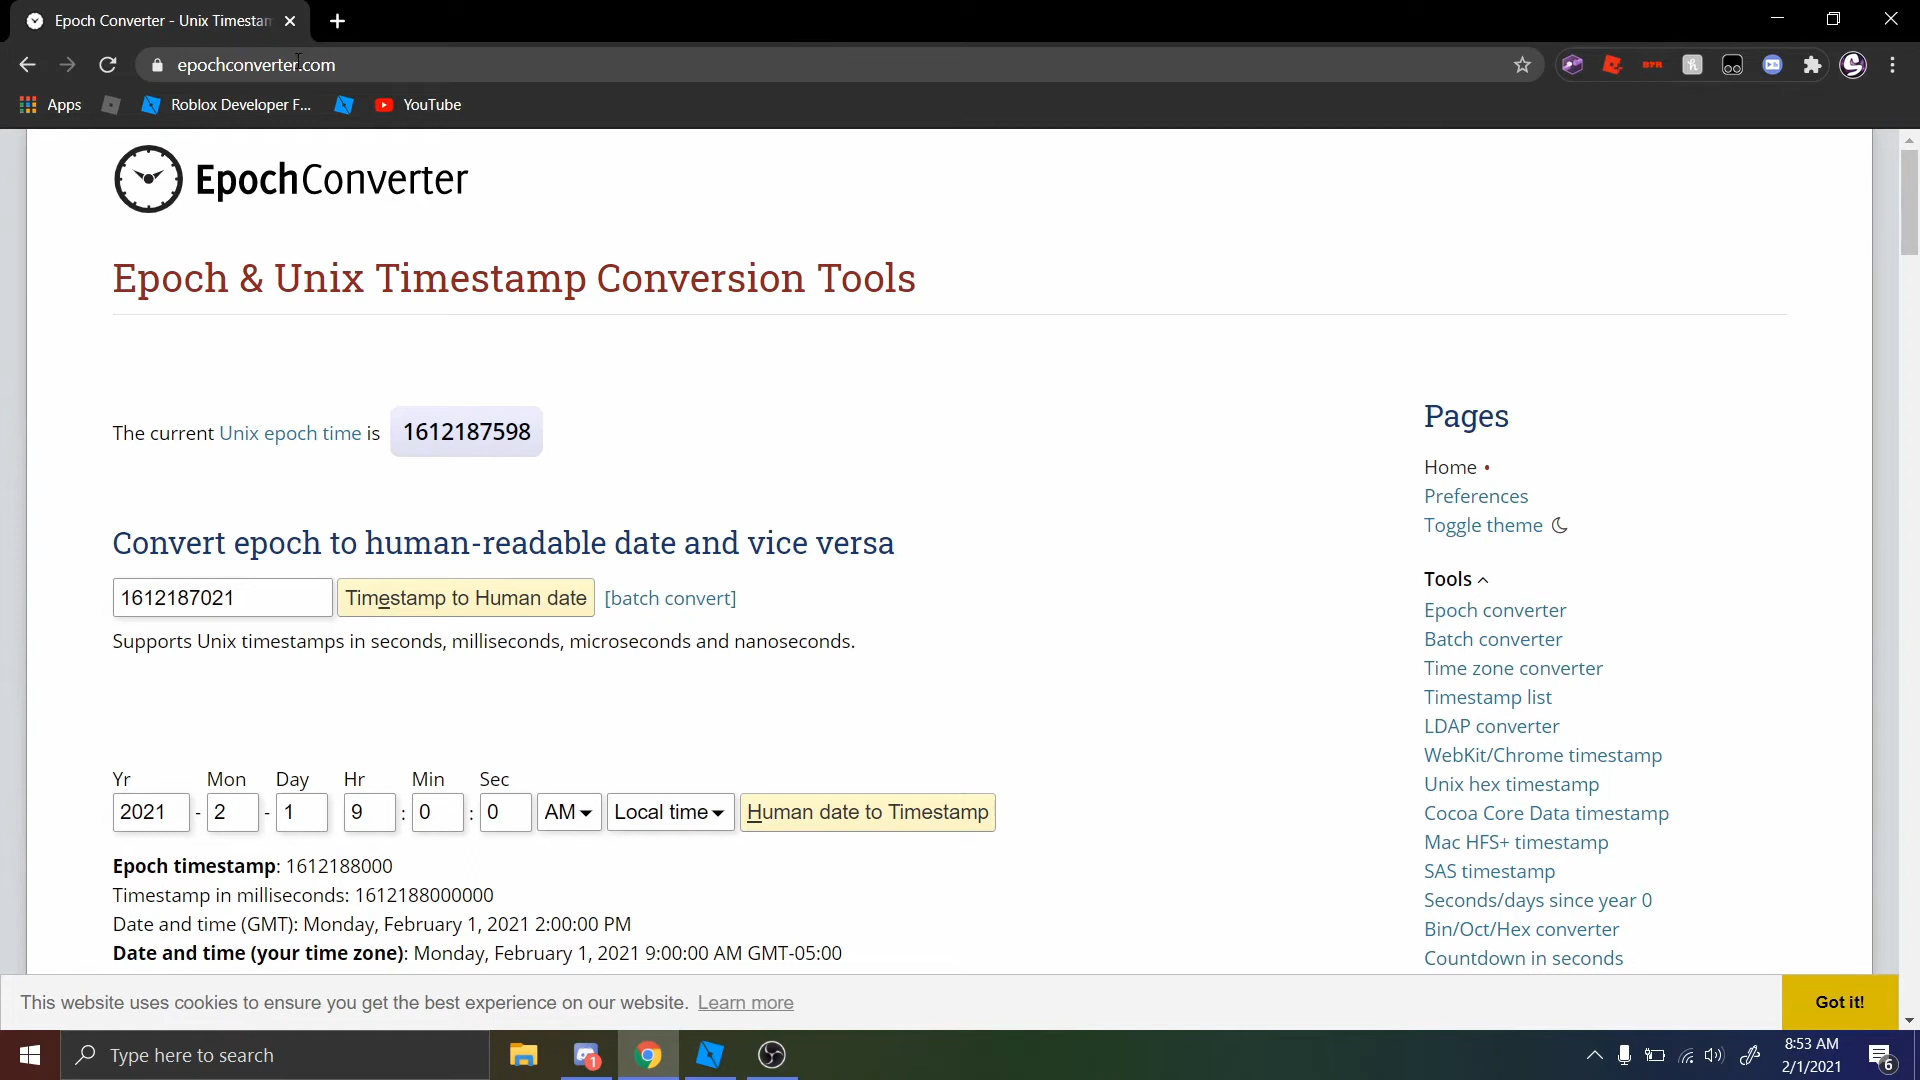 Epoch Converter - Unix Timestam
epochconverter.com
Apps
Roblox Developer F...
YouTube
EpochConverter
Epoch & Unix Timestamp Conversion Tools
The current Unix epoch time is 1612187598
Convert epoch to human-readable date and vice versa
1612187021 Timestamp to Human date [batch convert]
Supports Unix timestamps in seconds, milliseconds, microseconds and nanoseconds.
Yr Mon Day Hr Min Sec
2021 - 2 - 1 9 : 0 : 0 AM Local time Human date to Timestamp
Epoch timestamp: 1612188000
Timestamp in milliseconds: 1612188000000
Date and time (GMT): Monday, February 1, 2021 2:00:00 PM
Date and time (your time zone): Monday, February 1, 2021 9:00:00 AM GMT-05:00
Pages
Home •
Preferences
Toggle theme
Tools
Epoch converter
Batch converter
Time zone converter
Timestamp list
LDAP converter
WebKit/Chrome timestamp
Unix hex timestamp
Cocoa Core Data timestamp
Mac HFS+ timestamp
SAS timestamp
Seconds/days since year 0
Bin/Oct/Hex converter
Countdown in seconds
This website uses cookies to ensure you get the best experience on our website. Learn more
Got it!
Type here to search
1
8:53 AM
2/1/2021
6